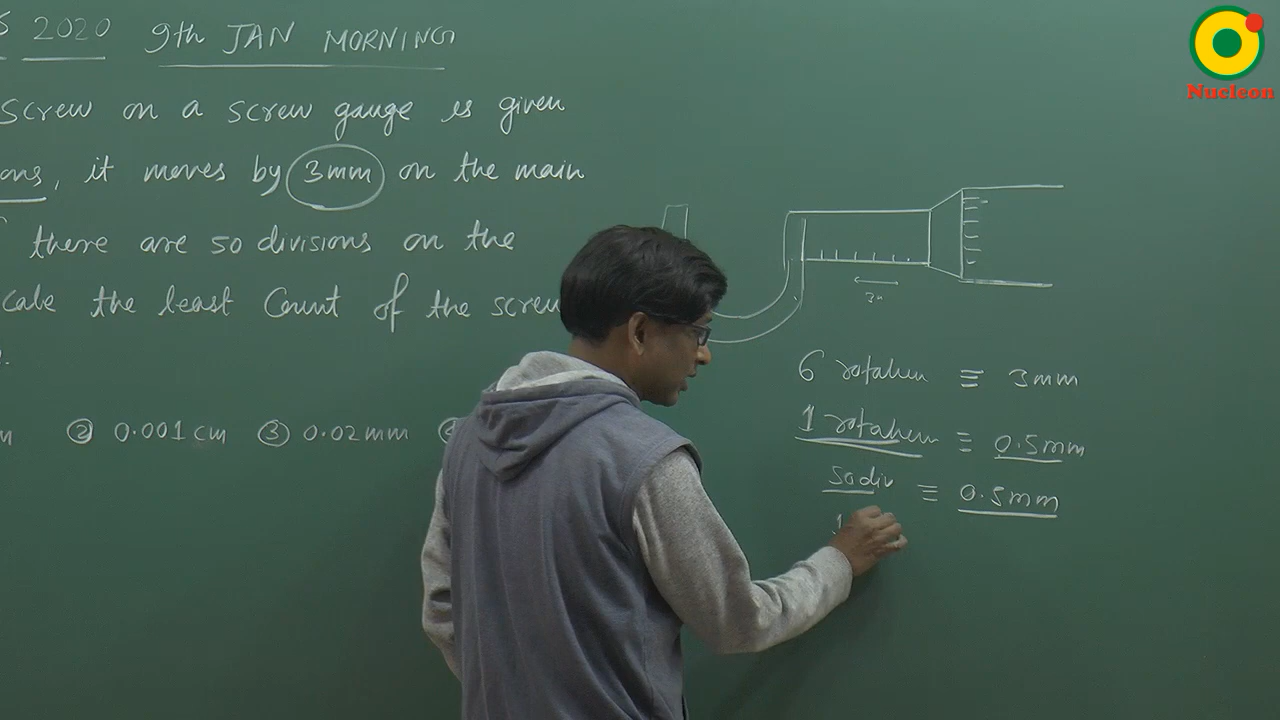 2020 9th JAN MORNING
Nucleon
Screw on a screw gauge is given
ons, it moves by 3mm on the main
there are 50 divisions on the
cale the least Count of the screw
② 0.001 cm ③ 0.02 mm
6 rotation ≡ 3mm
1 rotation ≡ 0.5mm
50 div ≡ 0.5mm
1